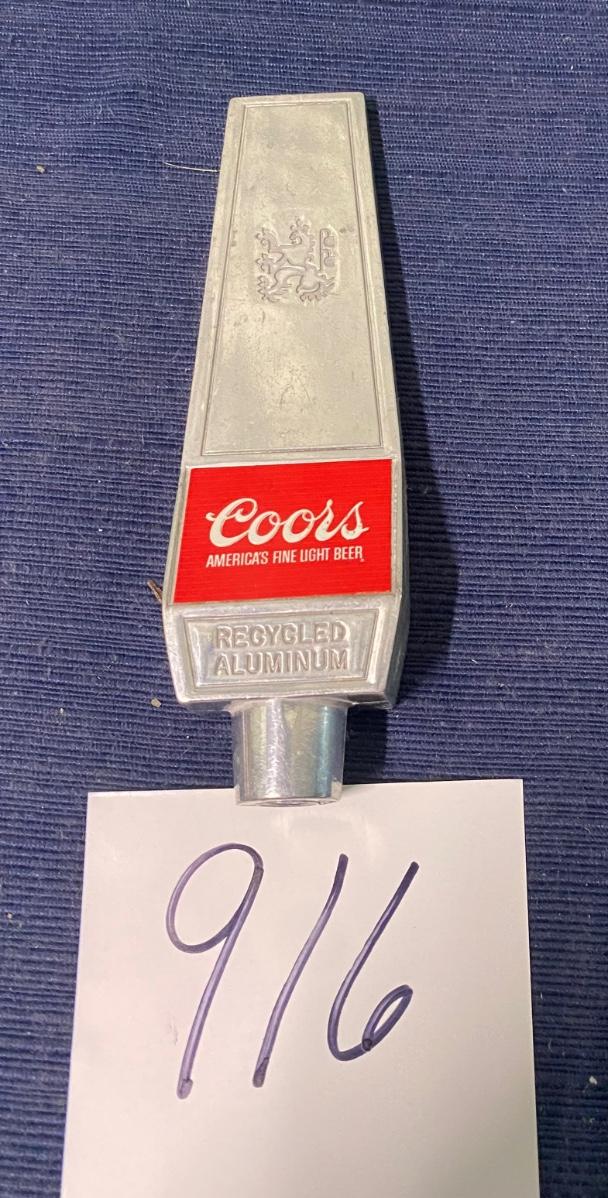 Coors
AMERICA'S FINE LIGHT BEER
RECYCLED
ALUMINUM
916